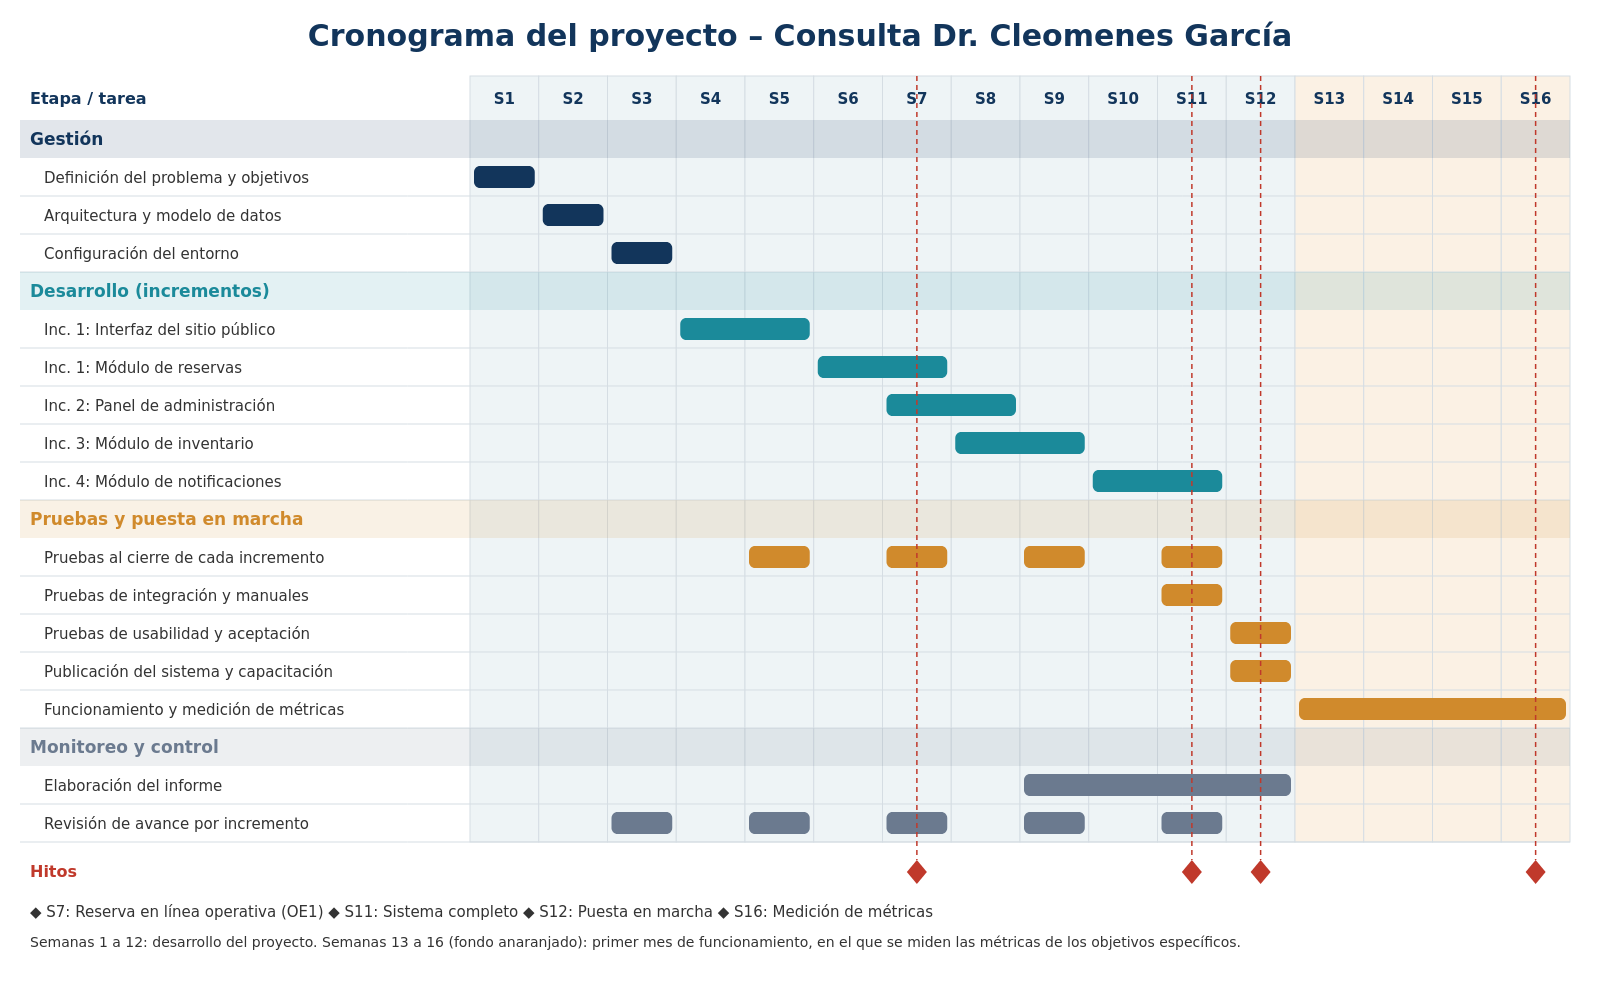 Cronograma del proyecto – Consulta Dr. Cleomenes García
Etapa / tarea S1 S2 S3 S4 S5 S6 S7 S8 S9 S10 S11 S12 S13 S14 S15 S16
Gestión
Definición del problema y objetivos
Arquitectura y modelo de datos
Configuración del entorno
Desarrollo (incrementos)
Inc. 1: Interfaz del sitio público
Inc. 1: Módulo de reservas
Inc. 2: Panel de administración
Inc. 3: Módulo de inventario
Inc. 4: Módulo de notificaciones
Pruebas y puesta en marcha
Pruebas al cierre de cada incremento
Pruebas de integración y manuales
Pruebas de usabilidad y aceptación
Publicación del sistema y capacitación
Funcionamiento y medición de métricas
Monitoreo y control
Elaboración del informe
Revisión de avance por incremento
Hitos
◆ S7: Reserva en línea operativa (OE1) ◆ S11: Sistema completo ◆ S12: Puesta en marcha ◆ S16: Medición de métricas
Semanas 1 a 12: desarrollo del proyecto. Semanas 13 a 16 (fondo anaranjado): primer mes de funcionamiento, en el que se miden las métricas de los objetivos específicos.